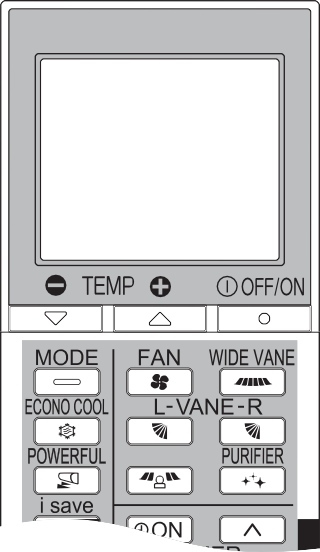 TEMP OFF/ON
MODE FAN WIDE VANE
ECONO COOL L-VANE-R
POWERFUL PURIFIER
i save
ON